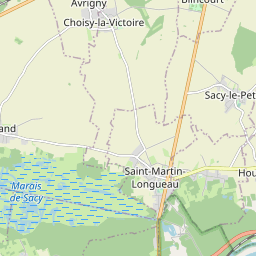 Avrigny
Choisy-la-Victoire
Blincourt
Sacy-le-Pet
and
Saint-Martin-
Longueau
Hou
Marais
de Sacy